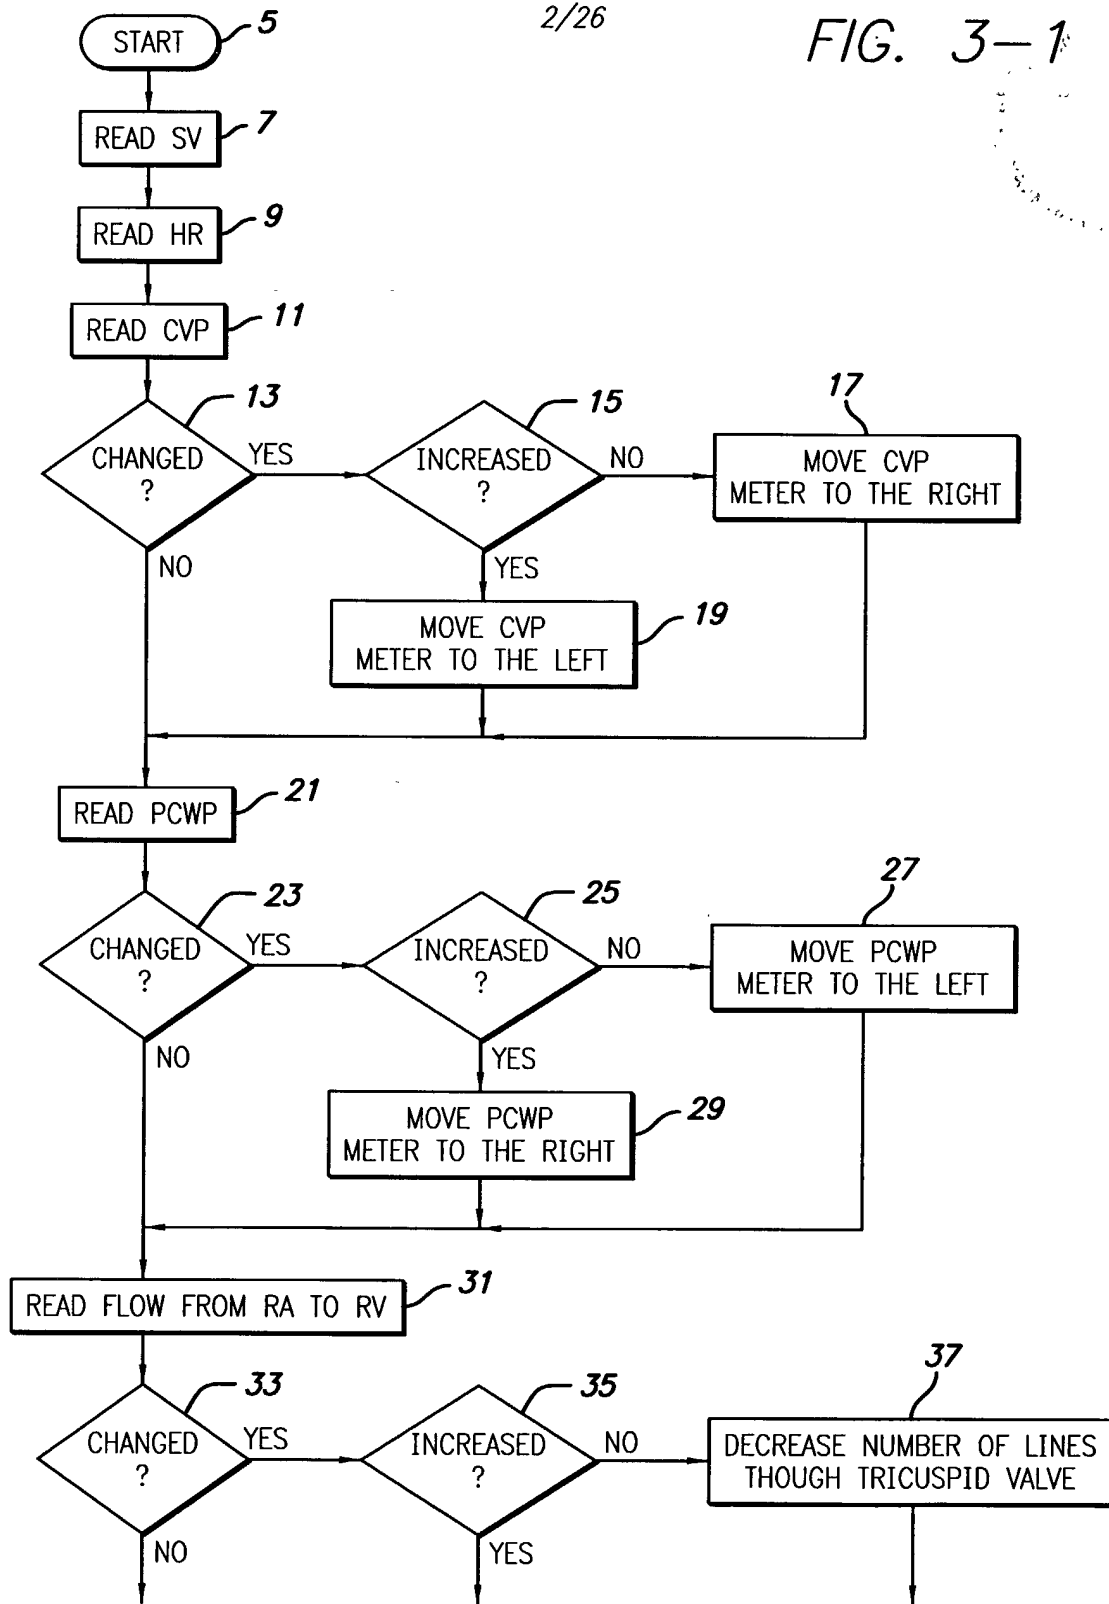 2/26
FIG. 3-1
START
5
READ SV
7
READ HR
9
READ CVP
11
CHANGED
?
13
YES
NO
INCREASED
?
15
NO
YES
17
MOVE CVP
METER TO THE RIGHT
MOVE CVP
METER TO THE LEFT
19
READ PCWP
21
CHANGED
?
23
YES
NO
INCREASED
?
25
NO
YES
27
MOVE PCWP
METER TO THE LEFT
MOVE PCWP
METER TO THE RIGHT
29
READ FLOW FROM RA TO RV
31
CHANGED
?
33
YES
NO
INCREASED
?
35
NO
YES
37
DECREASE NUMBER OF LINES
THOUGH TRICUSPID VALVE